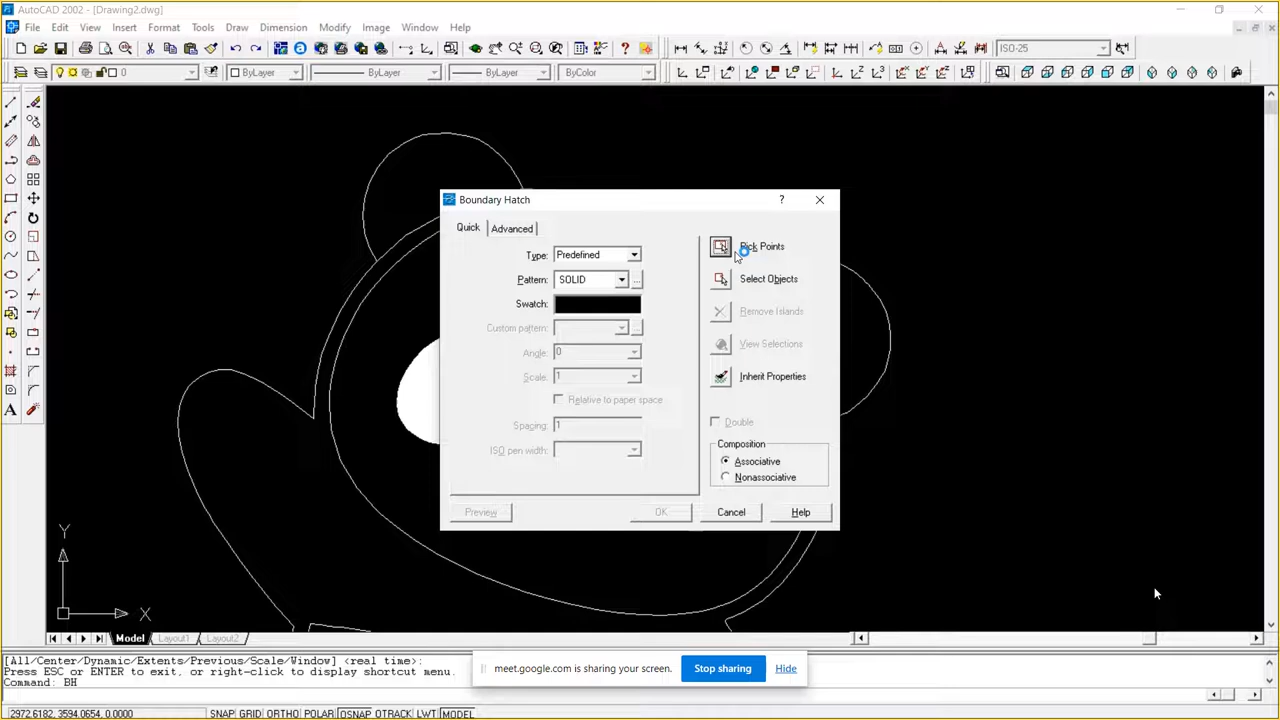 AutoCAD 2002 - [Drawing2.dwg]
File Edit View Insert Format Tools Draw Dimension Modify Image Window Help
ISO-25
0 ByLayer ByLayer ByLayer ByColor
Boundary Hatch
Quick Advanced
Type: Predefined
Pattern: SOLID
Swatch:
Custom pattern:
Angle: 0
Scale: 1
Relative to paper space
Spacing: 1
ISO pen width:
Pick Points
Select Objects
Remove Islands
View Selections
Inherit Properties
Double
Composition
Associative
Nonassociative
Preview OK Cancel Help
Y
X
A
Model Layout1 Layout2
[All/Center/Dynamic/Extents/Previous/Scale/Window] <real time>:
Press ESC or ENTER to exit, or right-click to display shortcut menu.
Command: BH
meet.google.com is sharing your screen. Stop sharing Hide
2972.6182, 3594.0654, 0.0000 SNAP GRID ORTHO POLAR OSNAP OTRACK LWT MODEL